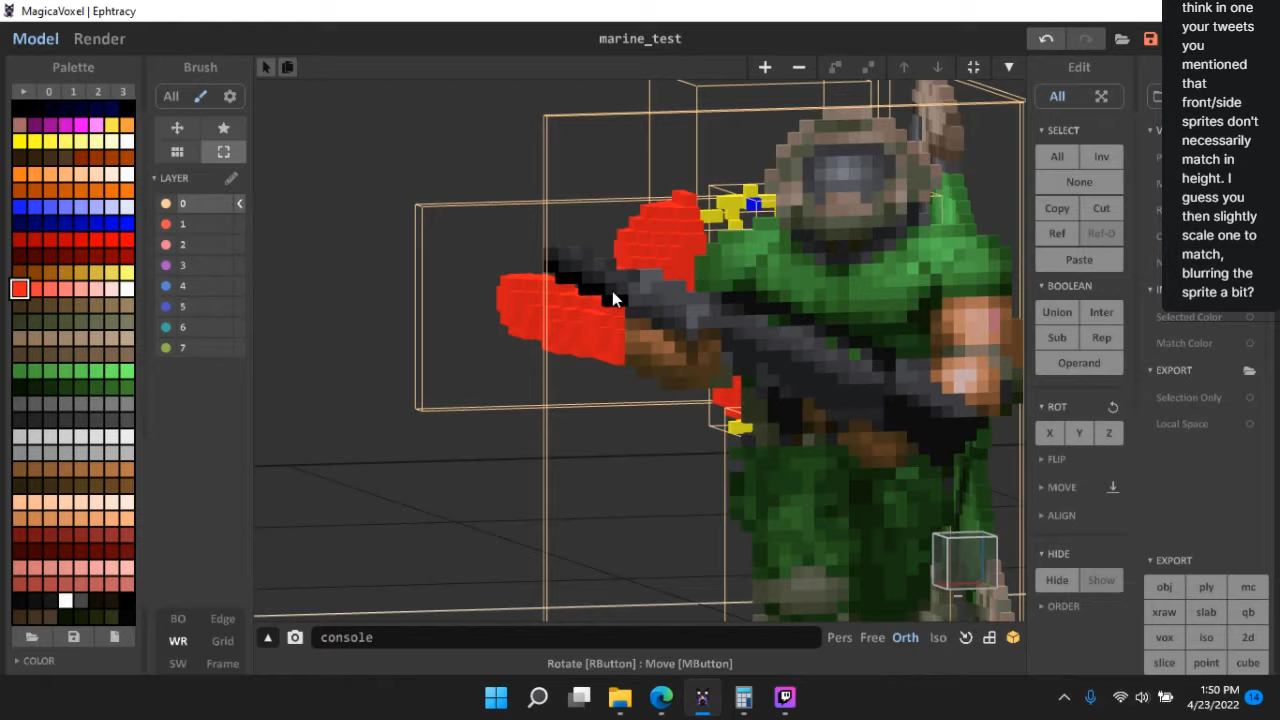 MagicaVoxel | Ephtracy
Model Render
marine_test
Palette
0 1 2 3
COLOR
Brush
All
LAYER
0
1
2
3
4
5
6
7
BO Edge
WR Grid
SW Frame
console
Pers Free Orth Iso
Rotate [RButton] : Move [MButton]
Edit
All
SELECT
All Inv
None
Copy Cut
Ref Ref-D
Paste
BOOLEAN
Union Inter
Sub Rep
Operand
ROT
X Y Z
FLIP
MOVE
ALIGN
HIDE
Hide Show
ORDER
think in one
your tweets
you
mentioned
that
front/side
sprites don't
necessarily
match in
height. I
guess you
then slightly
scale one to
match,
blurring the
sprite a bit?
Selected Color
Match Color
EXPORT
Selection Only
Local Space
EXPORT
obj ply mc
xraw slab qb
vox iso 2d
slice point cube
1:50 PM
4/23/2022
14